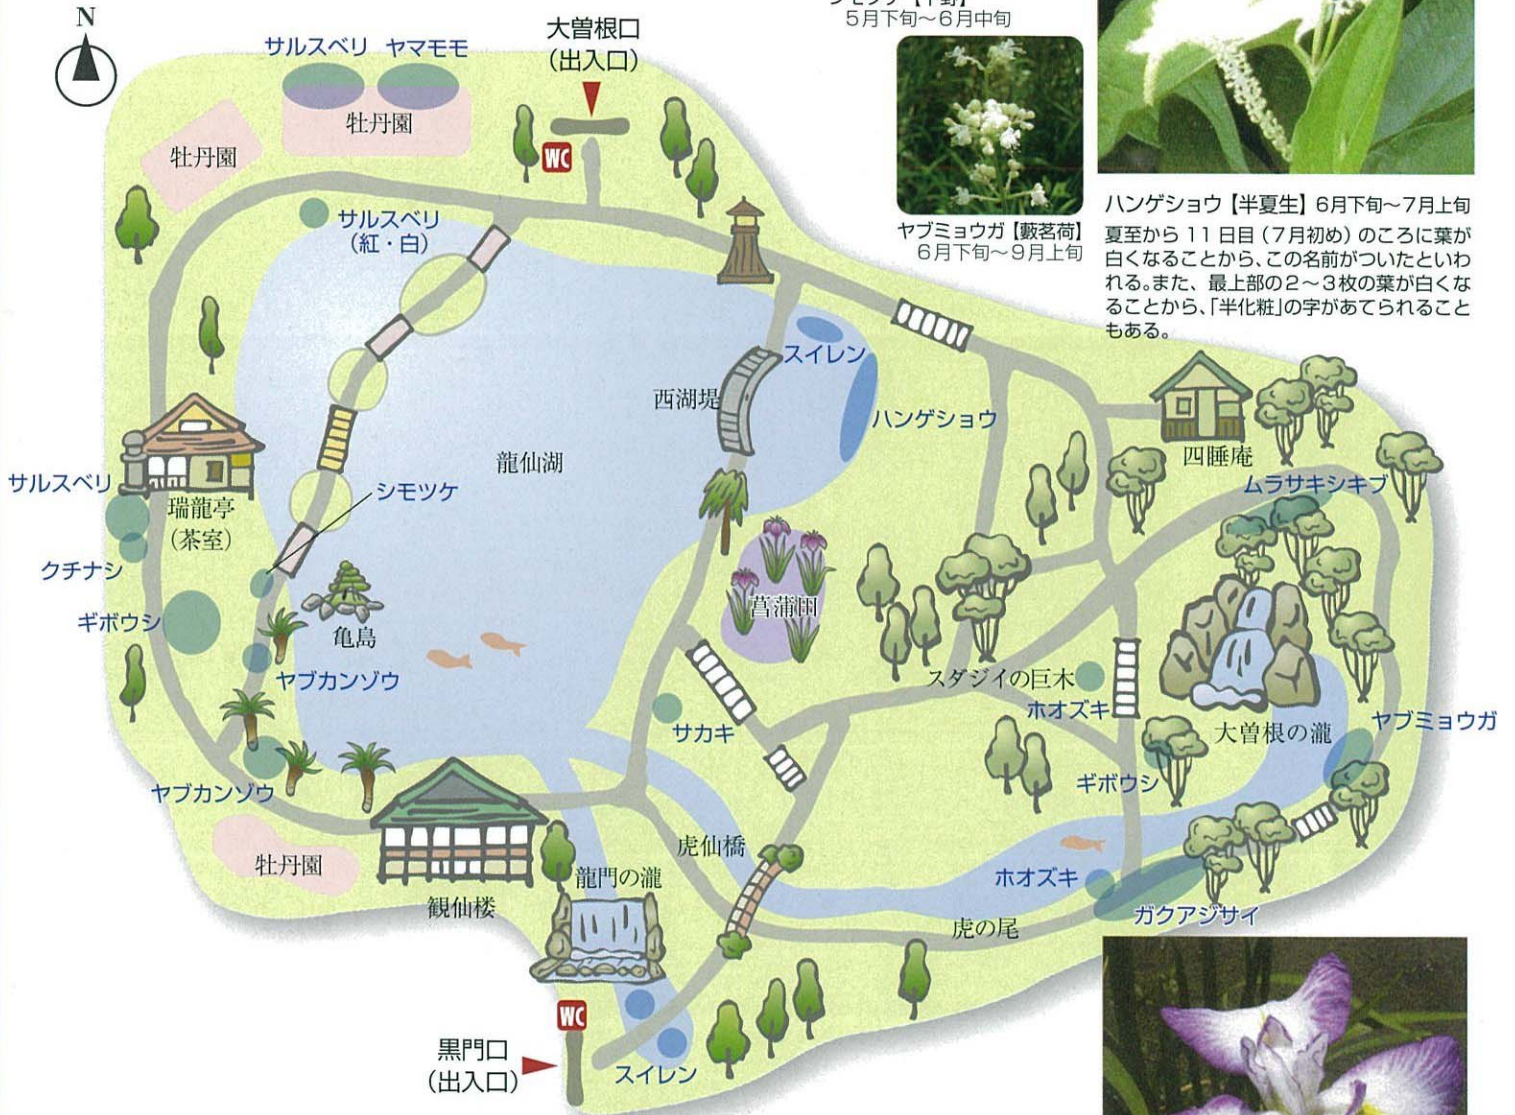 N
サルスベリ
ヤマモモ
大曽根口
（出入口）
牡丹園
牡丹園
WC
サルスベリ
（紅・白）
5月下旬～6月中旬
ヤブミョウガ【藪茗荷】
6月下旬～9月上旬
ハンゲショウ【半夏生】6月下旬～7月上旬
夏至から11日目（7月初め）のころに葉が
白くなることから、この名前がついたといわ
れる。また、最上部の2～3枚の葉が白くな
ることから、「半化粧」の字があてられること
もある。
スイレン
西湖堤
ハンゲショウ
龍仙湖
四睡庵
ムラサキシキブ
サルスベリ
瑞龍亭
（茶室）
シモツケ
クチナシ
ギボウシ
亀島
菖蒲田
ヤブカンゾウ
スダジイの巨木
ホオズキ
大曽根の瀧
ヤブミョウガ
サカキ
ギボウシ
ヤブカンゾウ
牡丹園
観仙楼
虎仙橋
龍門の瀧
ホオズキ
ガクアジサイ
虎の尾
WC
黒門口
（出入口）
スイレン